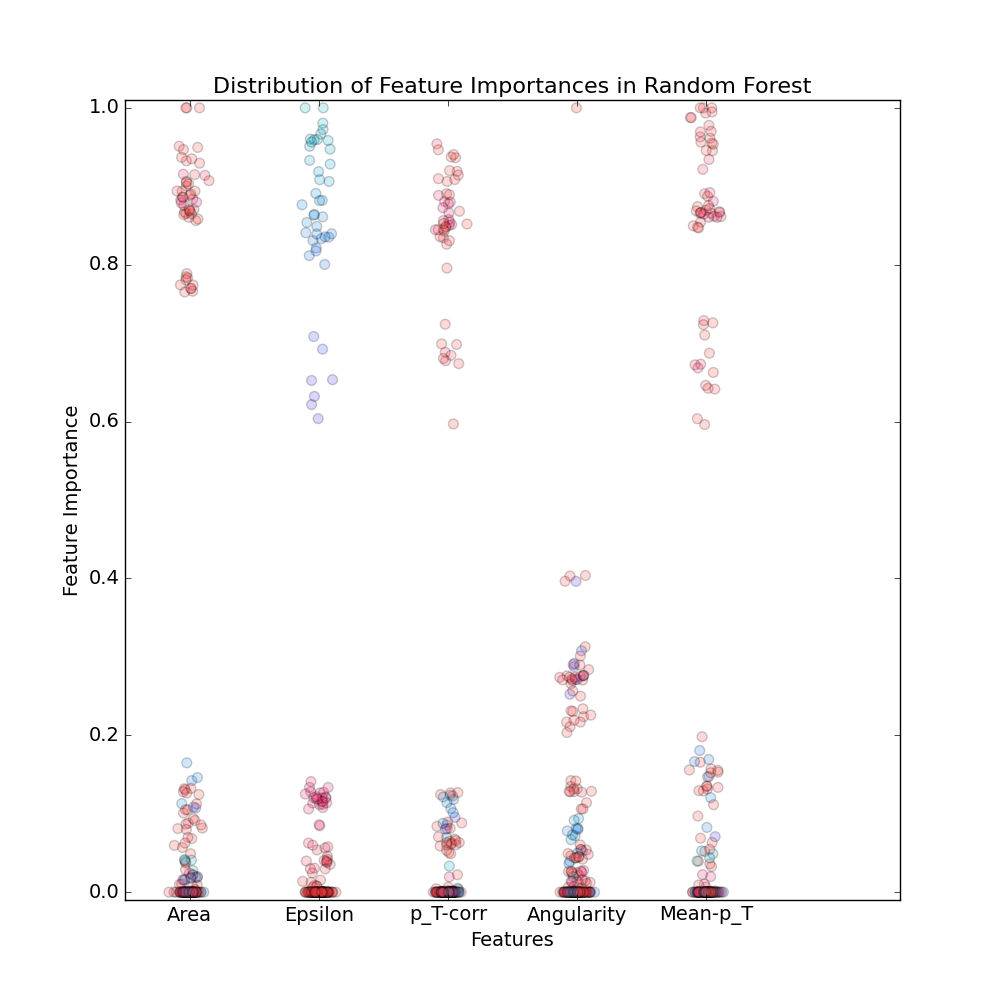 Distribution of Feature Importances in Random Forest
1.0
0.8
0.6
0.4
0.2
0.0
Feature Importance
Area Epsilon p_T-corr Angularity Mean-p_T
Features